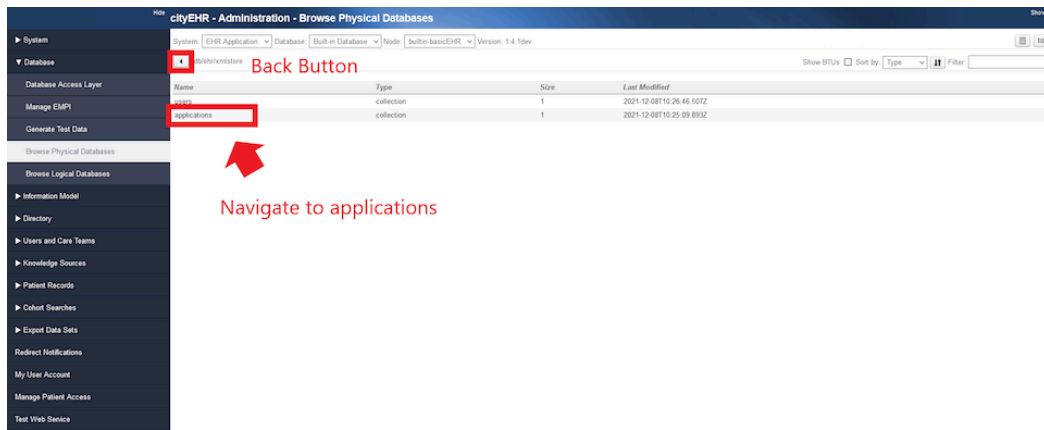 Hide
cityEHR - Administration - Browse Physical Databases
Show
▶ System
System: EHR Application Database: Built-in Database Node: builtin-basicEHR Version: 1.4.1dev
▼ Database
db/ehr/xmlstore
Back Button
Show BTUs Sort by: Type Filter:
Database Access Layer
Name Type Size Last Modified
users collection 1 2021-12-08T10:26:46.507Z
Manage EMPI
applications collection 1 2021-12-08T10:25:09.893Z
Generate Test Data
Browse Physical Databases
Browse Logical Databases
▶ Information Model
Navigate to applications
▶ Directory
▶ Users and Care Teams
▶ Knowledge Sources
▶ Patient Records
▶ Cohort Searches
▶ Export Data Sets
Redirect Notifications
My User Account
Manage Patient Access
Test Web Service